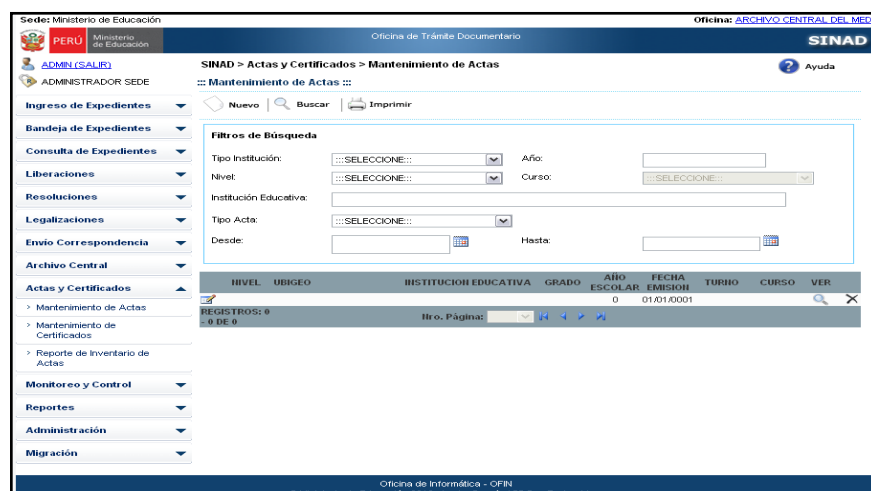 Sede: Ministerio de Educación
Oficina: ARCHIVO CENTRAL DEL MED
PERÚ Ministerio de Educación
Oficina de Trámite Documentario
SINAD
ADMIN (SALIR)
ADMINISTRADOR SEDE
SINAD > Actas y Certificados > Mantenimiento de Actas
Ayuda
::: Mantenimiento de Actas :::
Nuevo Buscar Imprimir
Ingreso de Expedientes
Bandeja de Expedientes
Consulta de Expedientes
Liberaciones
Resoluciones
Legalizaciones
Envio Correspondencia
Archivo Central
Actas y Certificados
> Mantenimiento de Actas
> Mantenimiento de
Certificados
> Reporte de Inventario de
Actas
Monitoreo y Control
Reportes
Administración
Migración
Filtros de Búsqueda
Tipo Institución: :::SELECCIONE::: Año:
Nivel: :::SELECCIONE::: Curso: :::SELECCIONE:::
Institución Educativa:
Tipo Acta: :::SELECCIONE:::
Desde: Hasta:
NIVEL UBIGEO INSTITUCION EDUCATIVA GRADO AÑO ESCOLAR FECHA EMISION TURNO CURSO VER
0 01/01/0001
REGISTROS: 0
- 0 DE 0
Nro. Página:
Oficina de Informática - OFIN